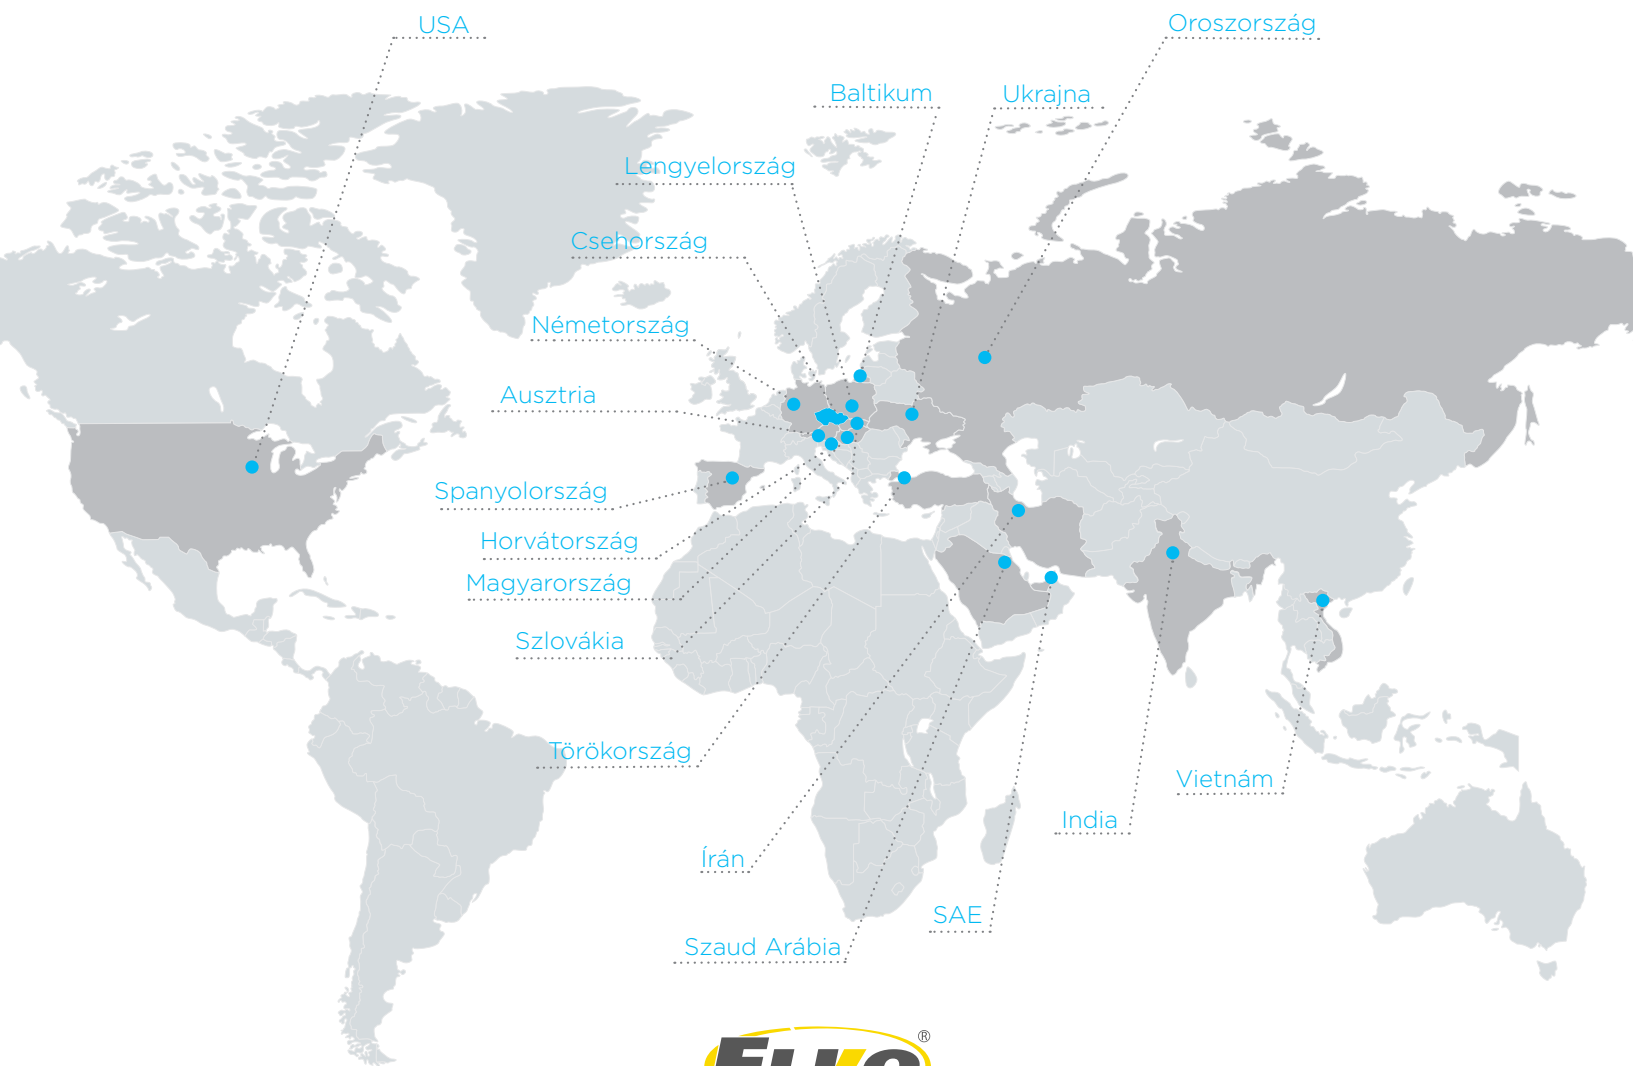 USA
Oroszország
Baltikum
Ukrajna
Lengyelország
Csehország
Németország
Ausztria
Spanyolország
Horvátország
Magyarország
Szlovákia
Törökország
Vietnám
India
Írán
SAE
Szaud Arábia
®